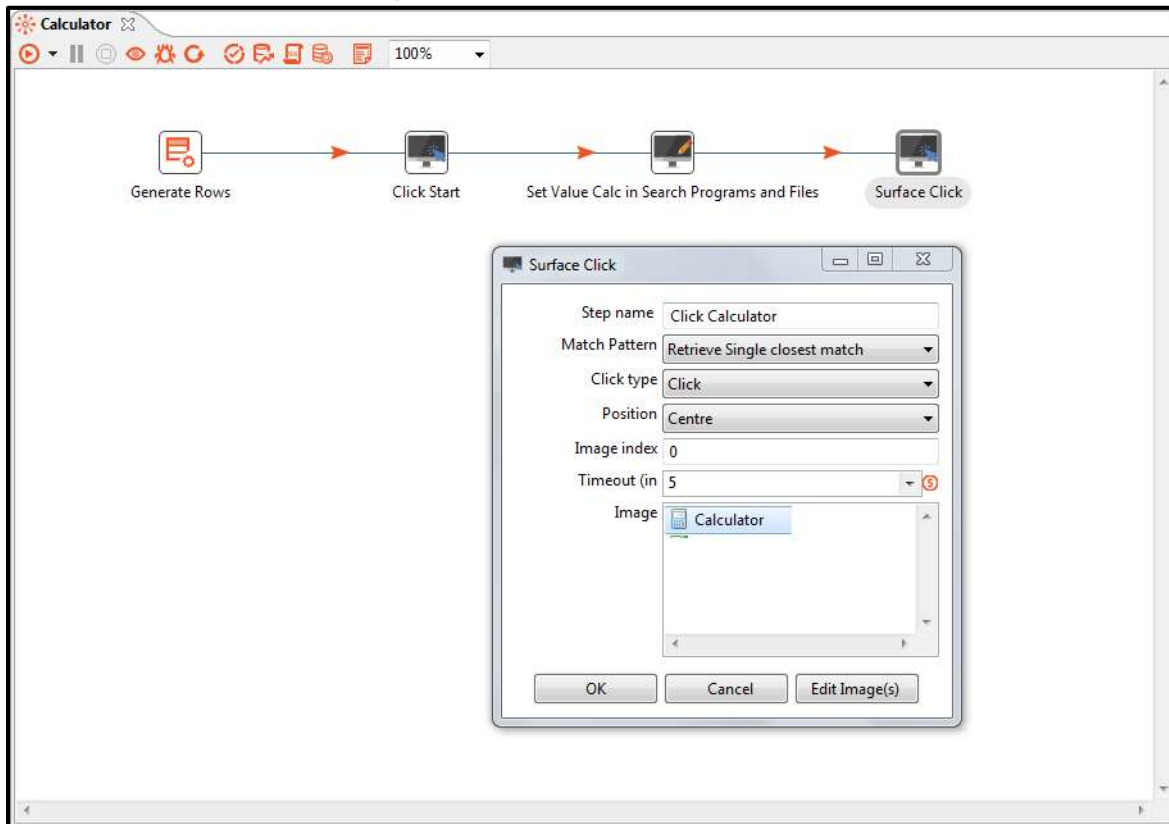 Calculator
100%
Generate Rows
Click Start
Set Value Calc in Search Programs and Files
Surface Click
Surface Click
Step name Click Calculator
Match Pattern Retrieve Single closest match
Click type Click
Position Centre
Image index 0
Timeout (in 5
Image Calculator
OK Cancel Edit Image(s)